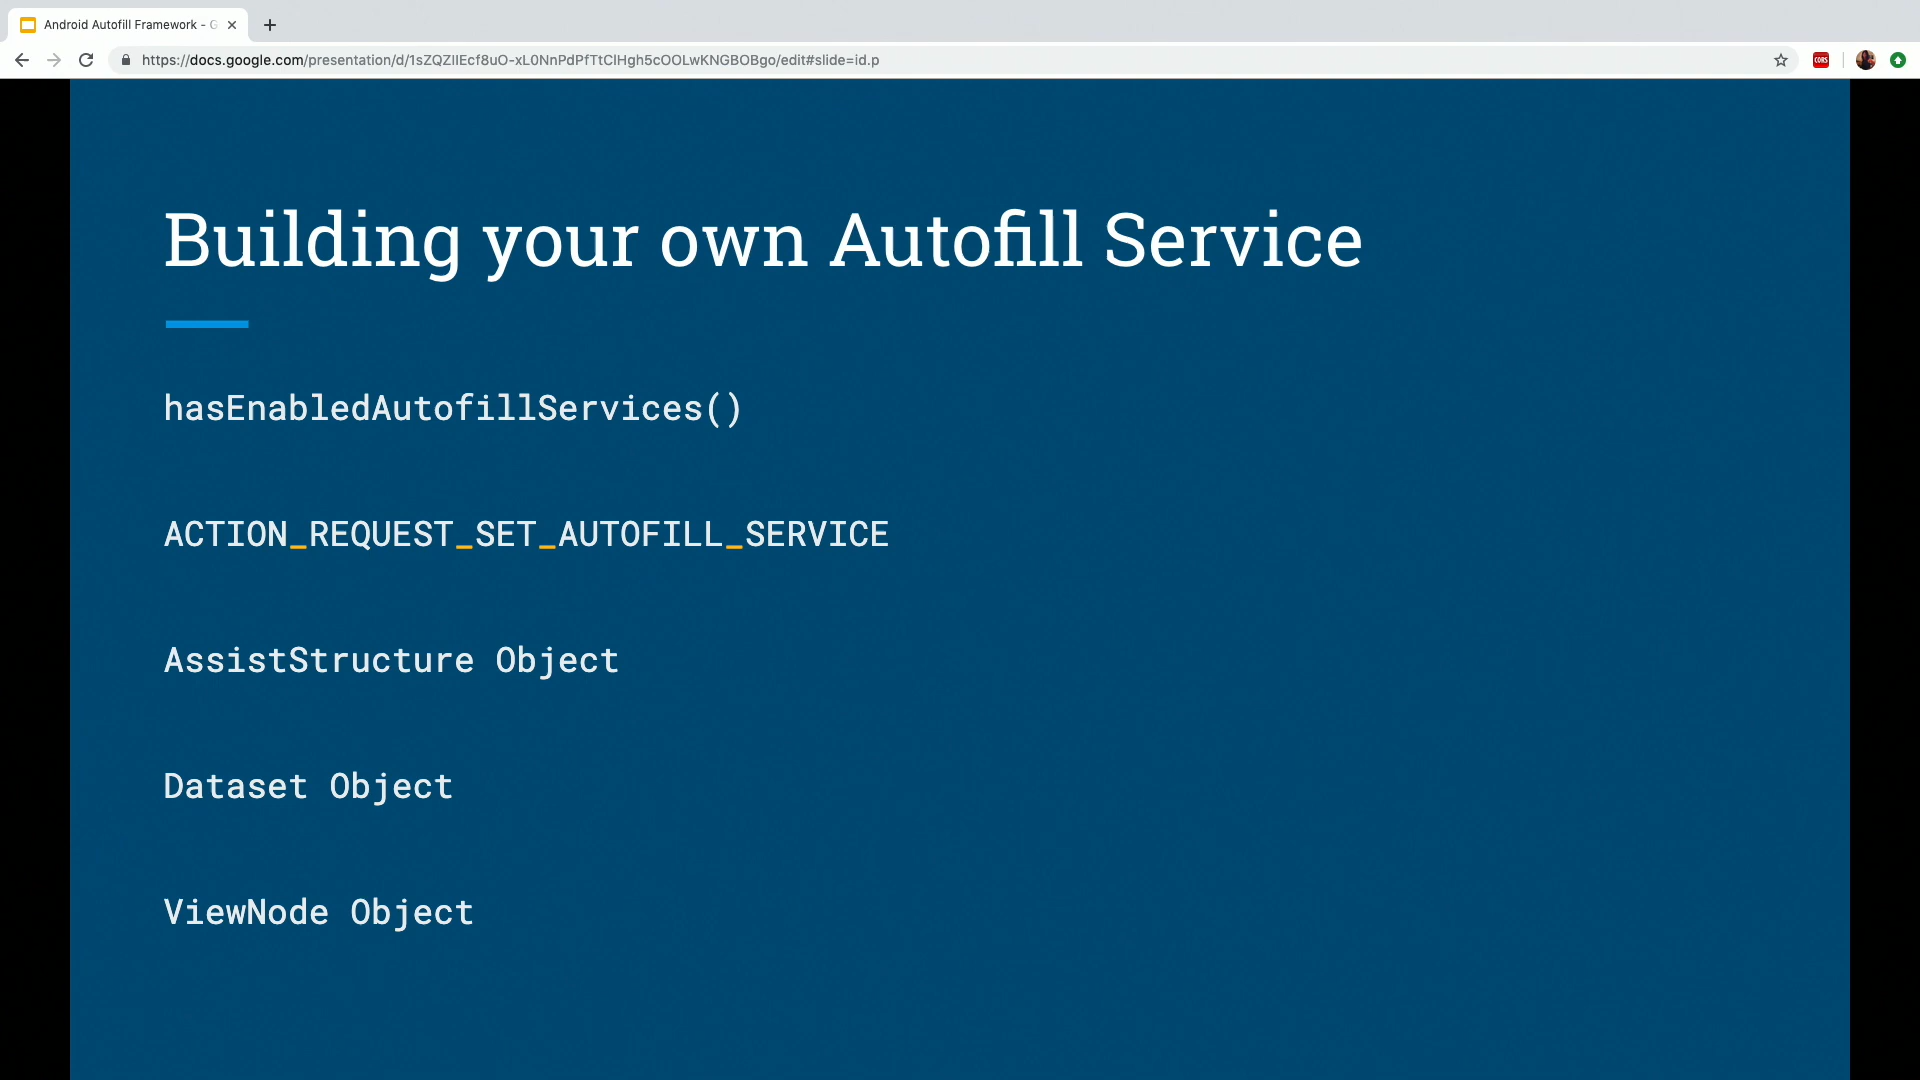 Android Autofill Framework - G
https://docs.google.com/presentation/d/1sZQZIIEcf8uO-xL0NnPdPfTtClHgh5cOOLwKNGBOBgo/edit#slide=id.p
CORS
Building your own Autofill Service
hasEnabledAutofillServices()
ACTION_REQUEST_SET_AUTOFILL_SERVICE
AssistStructure Object
Dataset Object
ViewNode Object